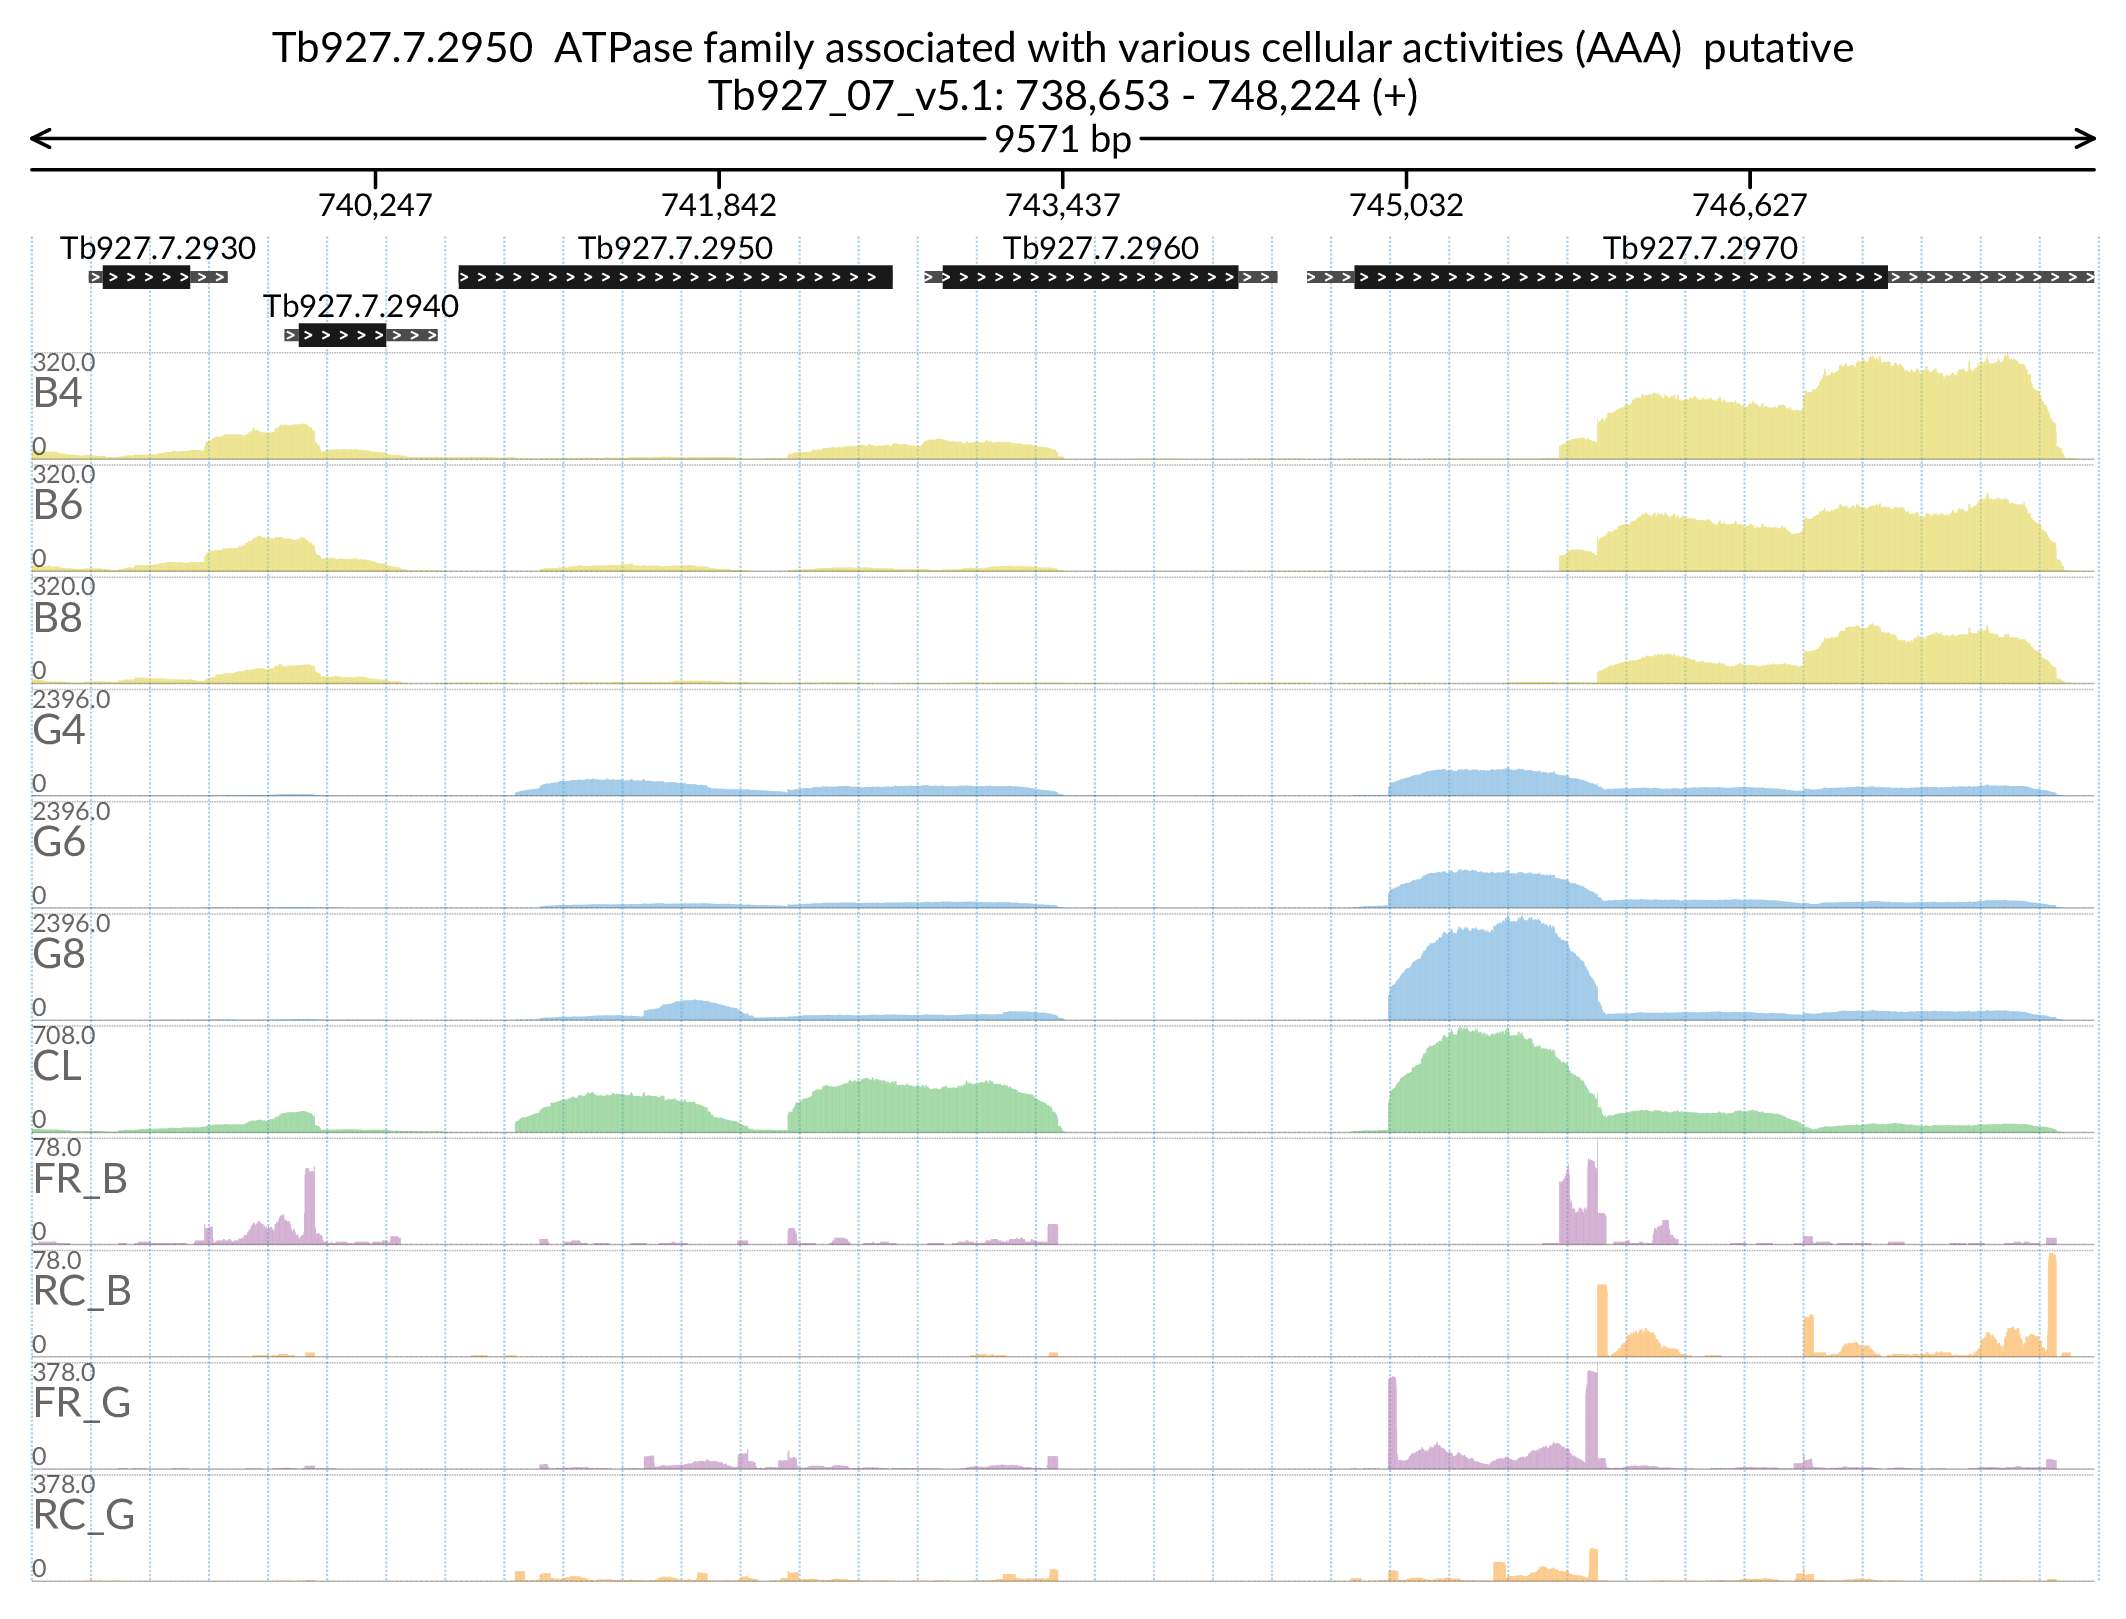 Tb927.7.2950  ATPase family associated with various cellular activities (AAA)  putative
Tb927_07_v5.1: 738,653 - 748,224 (+)
9571 bp
740,247 741,842 743,437 745,032 746,627
Tb927.7.2930 Tb927.7.2950 Tb927.7.2960 Tb927.7.2970
Tb927.7.2940
320.0
B4
0
320.0
B6
0
320.0
B8
0
2396.0
G4
0
2396.0
G6
0
2396.0
G8
0
708.0
CL
0
78.0
FR_B
0
78.0
RC_B
0
378.0
FR_G
0
378.0
RC_G
0